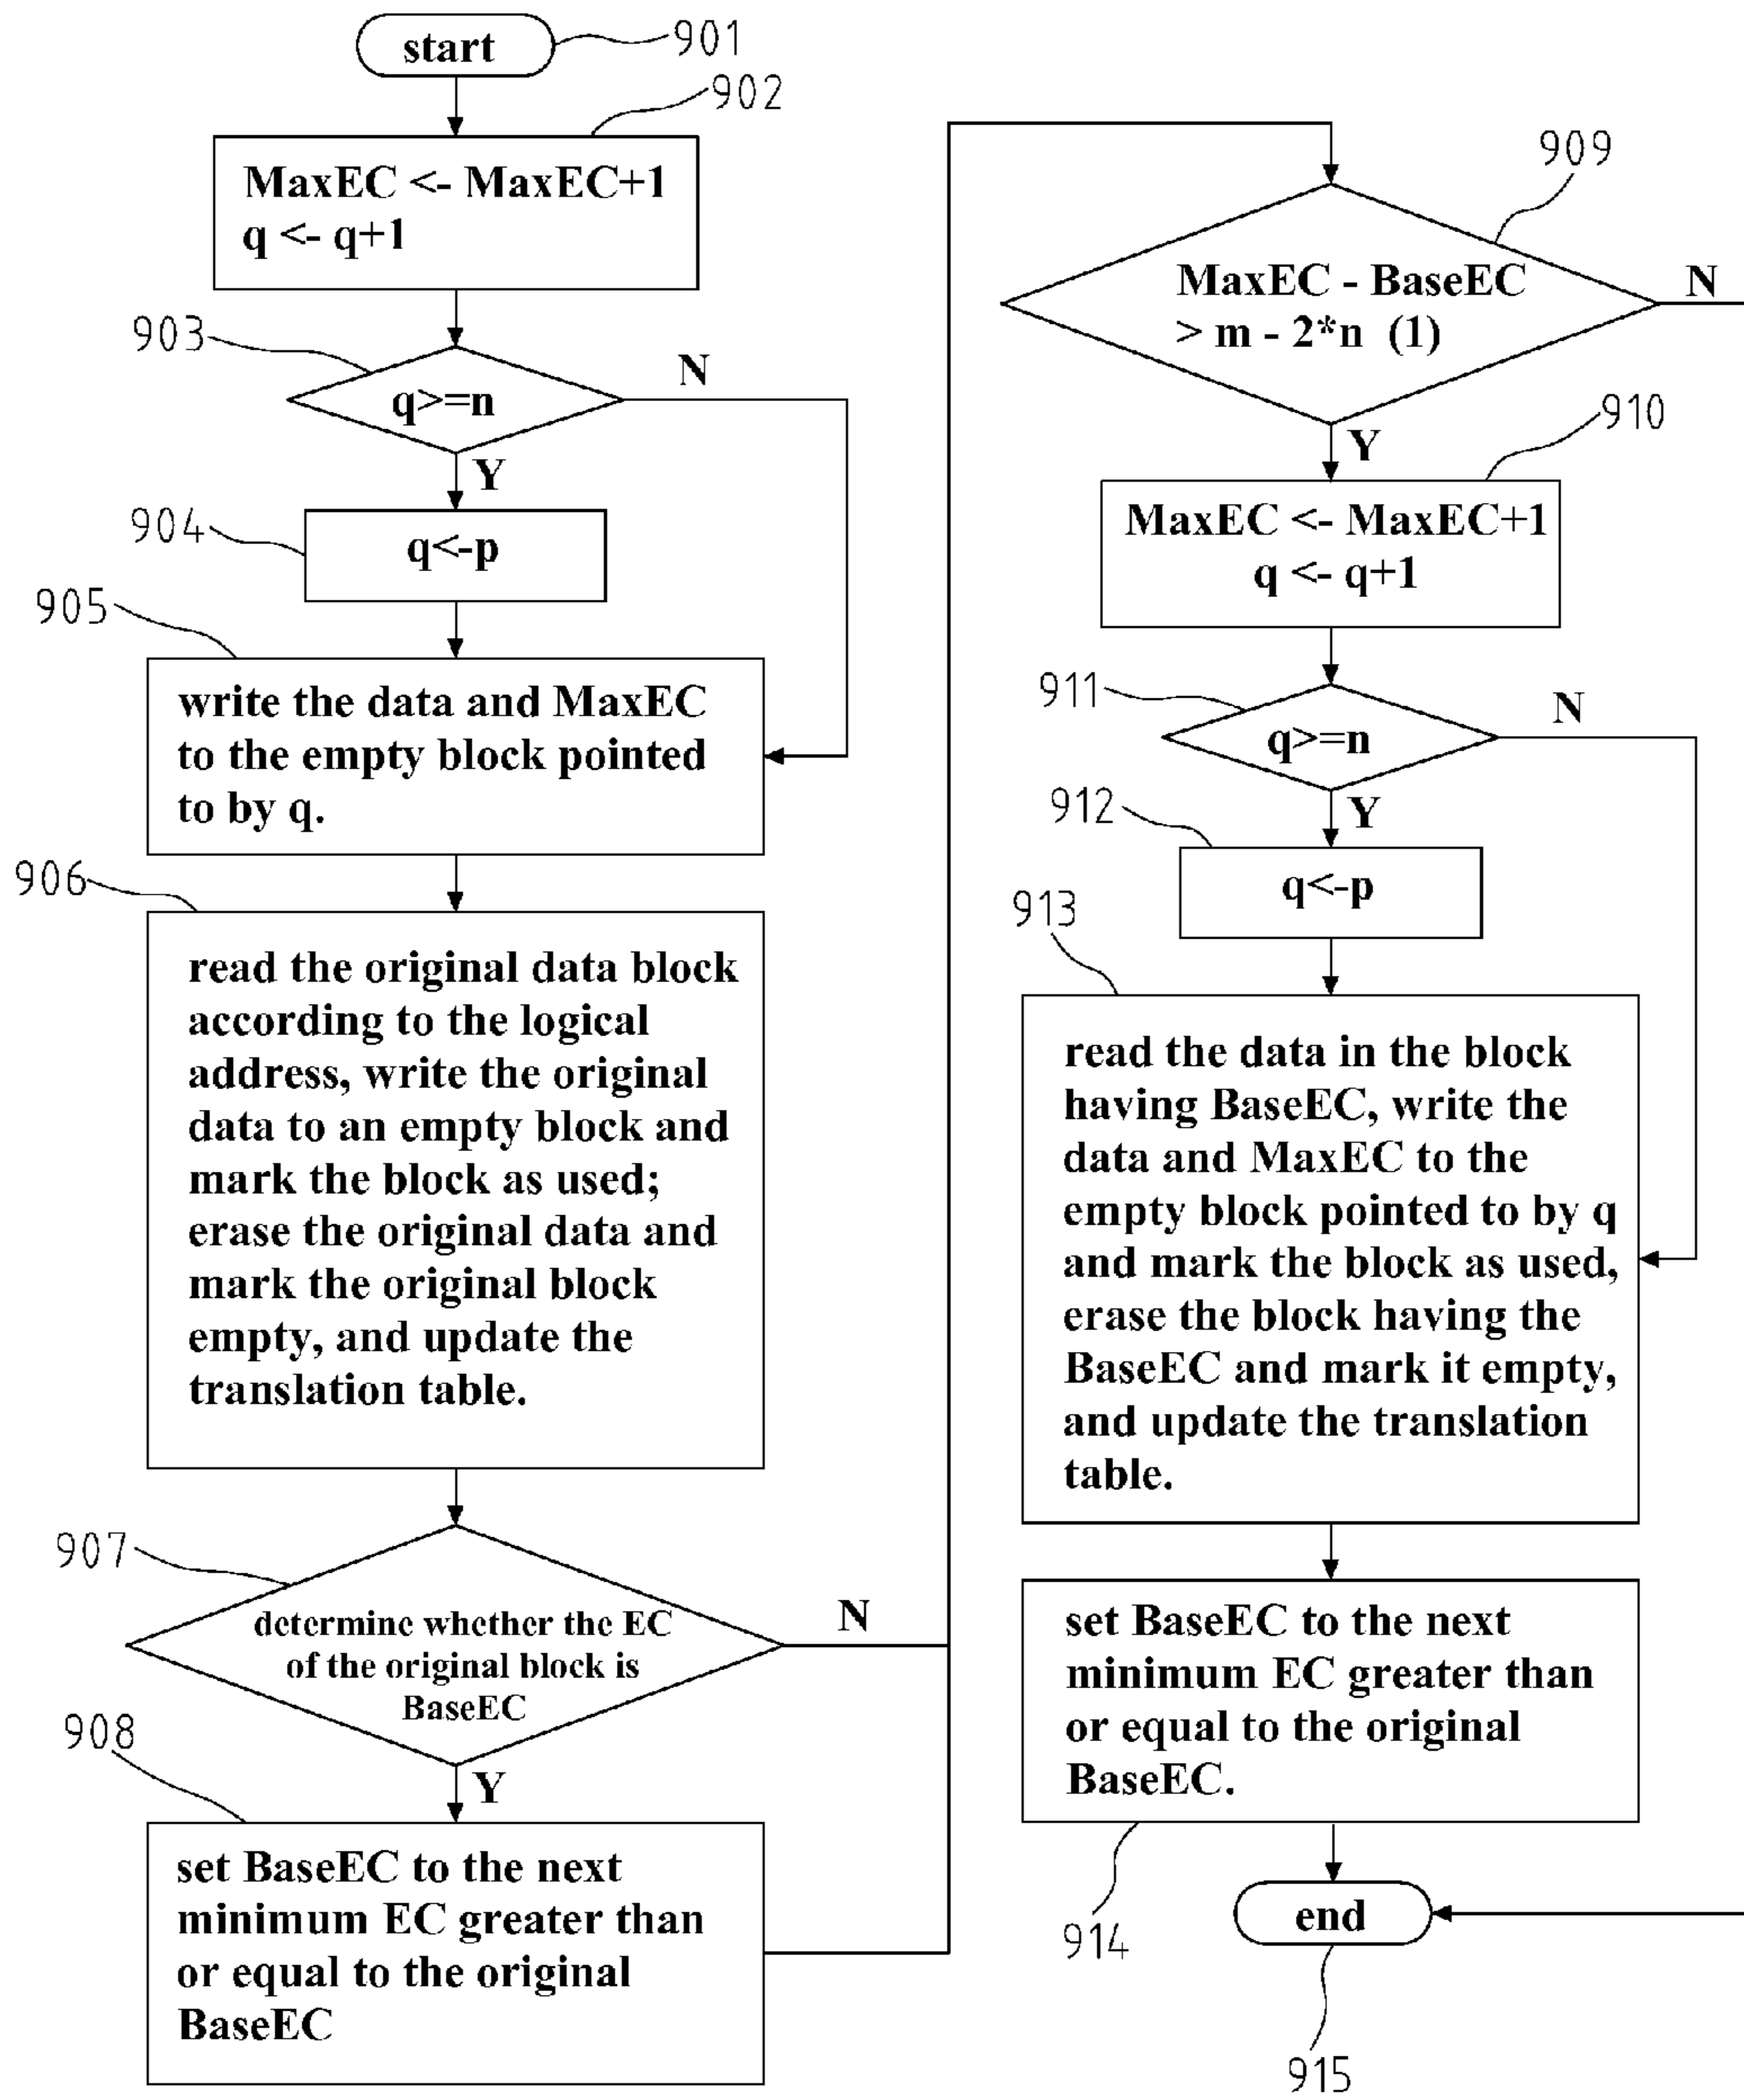 start
901
902
MaxEC <- MaxEC+1
q <- q+1
903
q>=n
N
Y
904
q<-p
905
write the data and MaxEC
to the empty block pointed
to by q.
906
read the original data block
according to the logical
address, write the original
data to an empty block and
mark the block as used;
erase the original data and
mark the original block
empty, and update the
translation table.
907
determine whether the EC
of the original block is
BaseEC
N
Y
908
set BaseEC to the next
minimum EC greater than
or equal to the original
BaseEC
909
MaxEC - BaseEC
> m - 2*n (1)
N
Y
910
MaxEC <- MaxEC+1
q <- q+1
911
q>=n
N
Y
912
q<-p
913
read the data in the block
having BaseEC, write the
data and MaxEC to the
empty block pointed to by q
and mark the block as used,
erase the block having the
BaseEC and mark it empty,
and update the translation
table.
set BaseEC to the next
minimum EC greater than
or equal to the original
BaseEC.
914
end
915